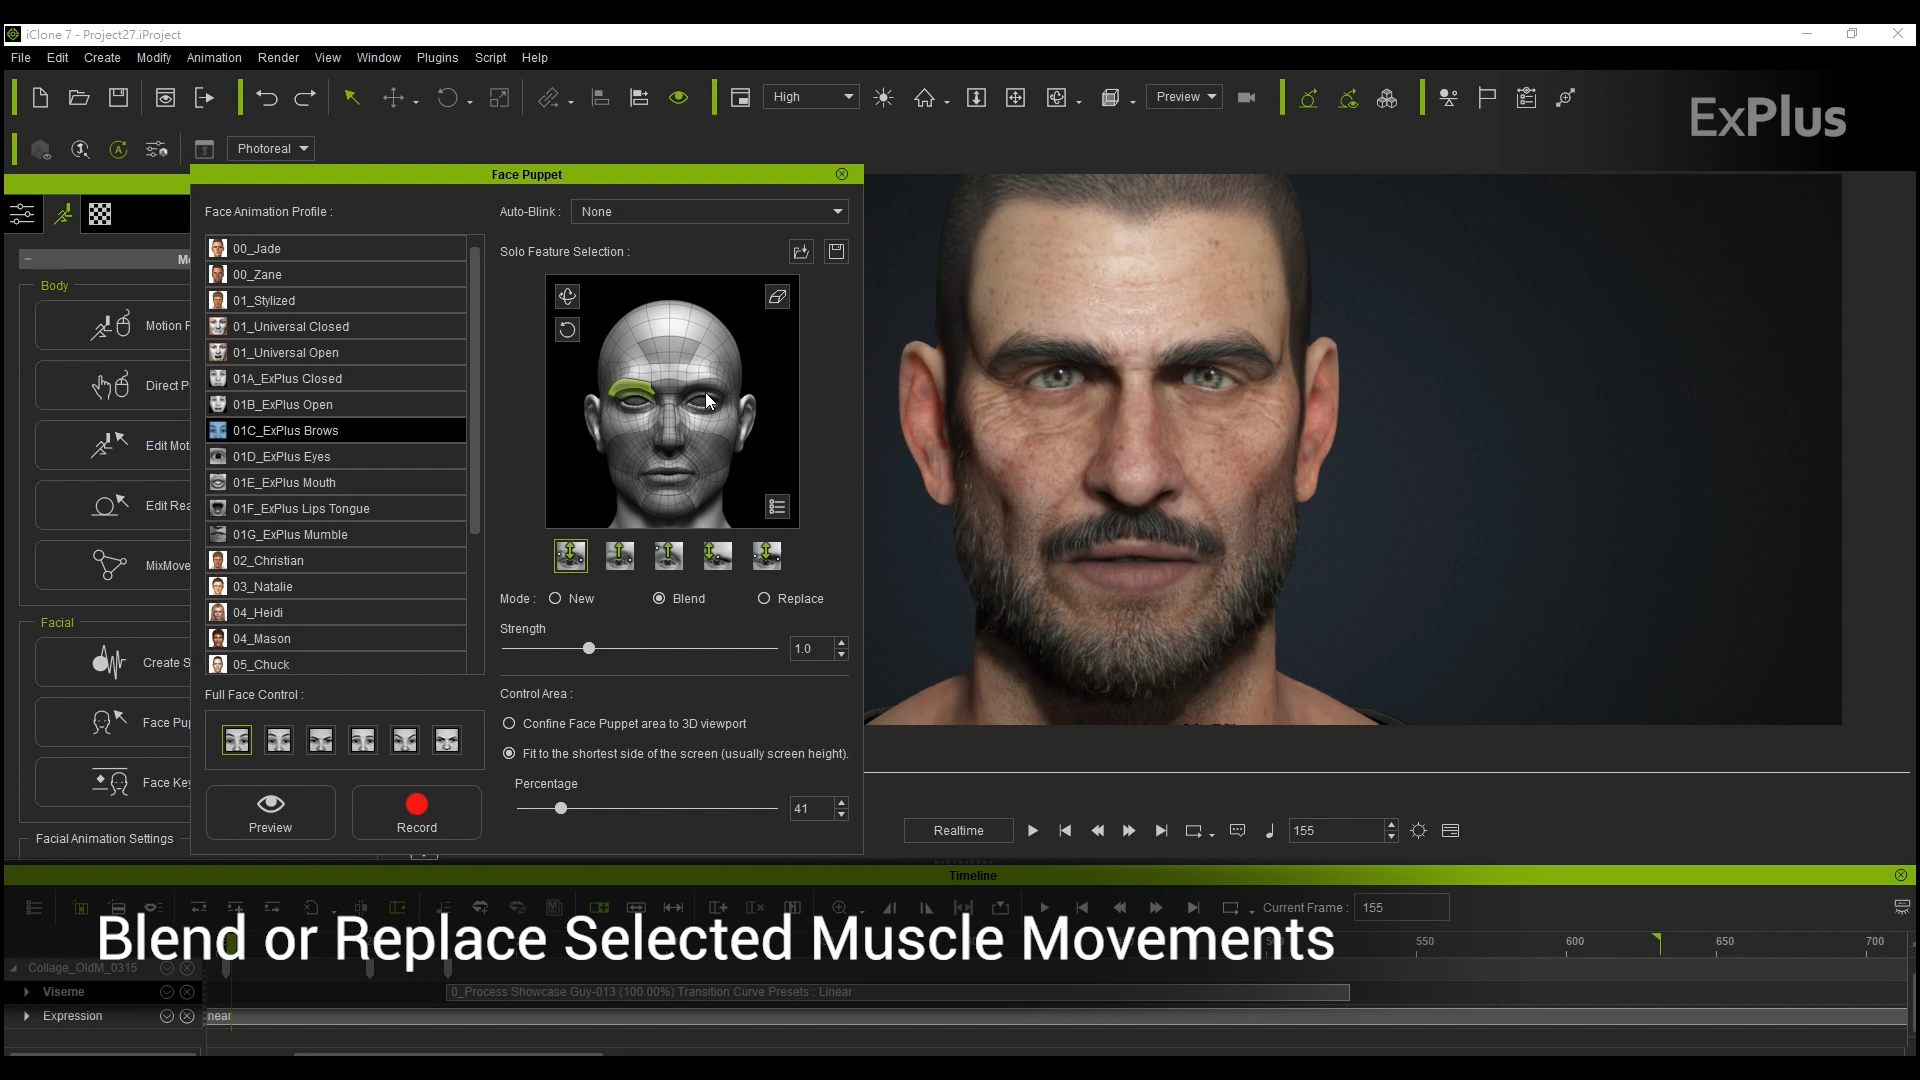 iClone 7 - Project27.iProject
File Edit Create Modify Animation Render View Window Plugins Script Help
High
Preview
ExPlus
Photoreal
Face Puppet
Face Animation Profile :
00_Jade
00_Zane
01_Stylized
01_Universal Closed
01_Universal Open
01A_ExPlus Closed
01B_ExPlus Open
01C_ExPlus Brows
01D_ExPlus Eyes
01E_ExPlus Mouth
01F_ExPlus Lips Tongue
01G_ExPlus Mumble
02_Christian
03_Natalie
04_Heidi
04_Mason
05_Chuck
Full Face Control :
Preview
Record
Auto-Blink : None
Solo Feature Selection :
Mode : New Blend Replace
Strength
1.0
Control Area :
Confine Face Puppet area to 3D viewport
Fit to the shortest side of the screen (usually screen height).
Percentage
41
Body
Motion P
Direct P
Edit Mot
Edit Rea
MixMove
Facial
Create S
Face Pup
Face Key
Facial Animation Settings
Realtime
155
Timeline
Current Frame : 155
Blend or Replace Selected Muscle Movements
550 600 650 700
Collage_OldM_0315
Viseme
0_Process Showcase Guy-013 (100.00%) Transition Curve Presets : Linear
Expression
near